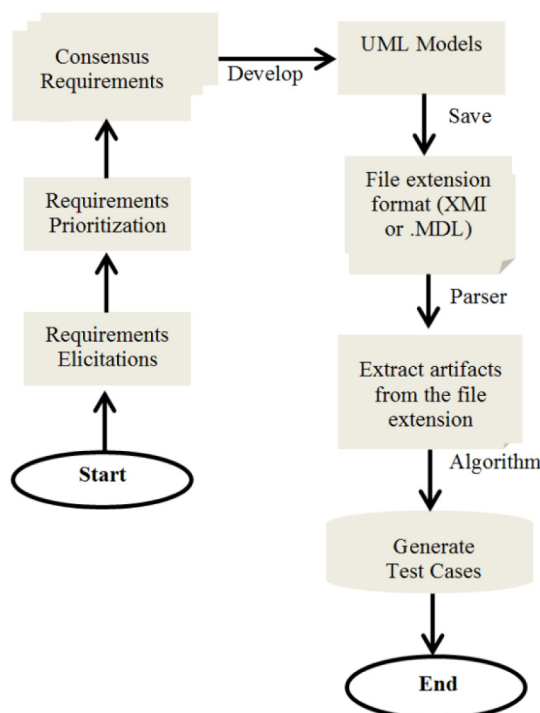 Consensus
Requirements
Develop
UML Models
Save
Requirements
Prioritization
File extension
format (XMI
or .MDL)
Parser
Requirements
Elicitations
Extract artifacts
from the file
extension
Algorithm
Start
Generate
Test Cases
End